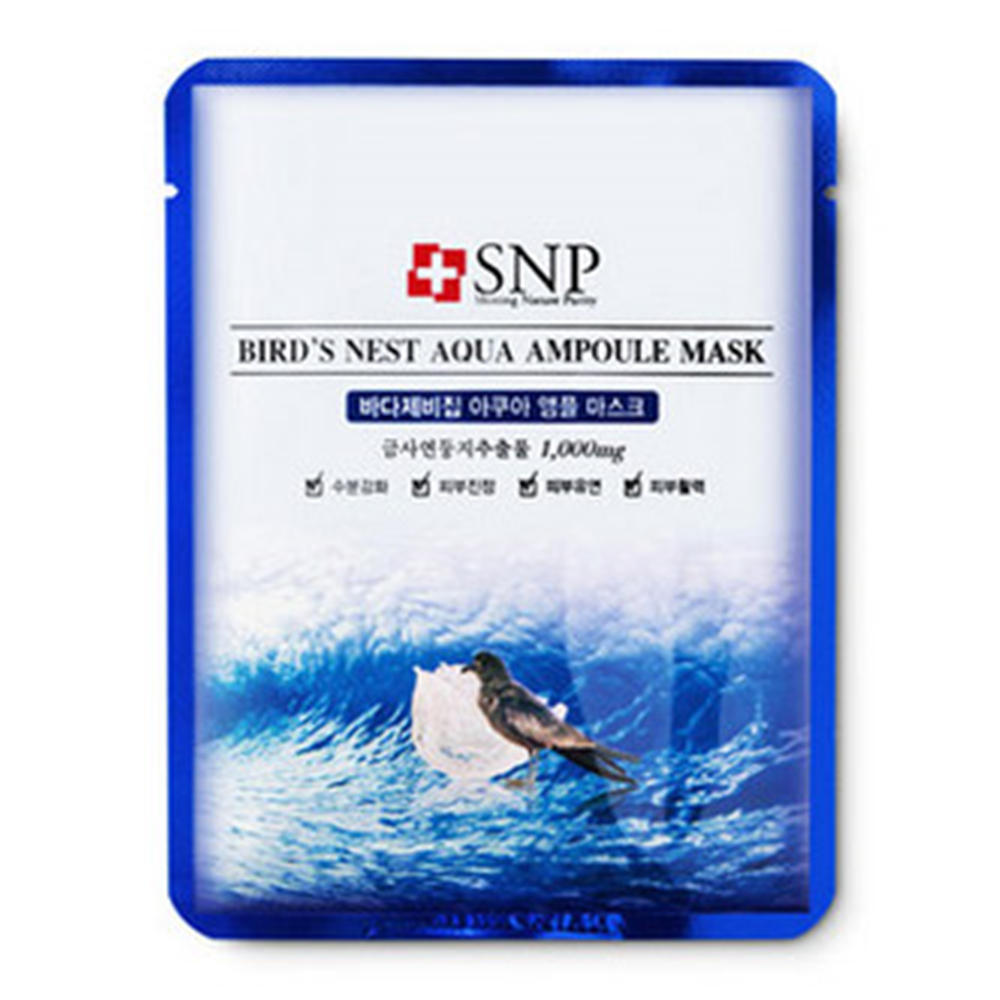 SNP
Shining Nature Purity
BIRD'S NEST AQUA AMPOULE MASK
바다제비집 아쿠아 앰플 마스크
금사연둥지추출물 1,000mg
수분강화 피부진정 피부유연 피부활력